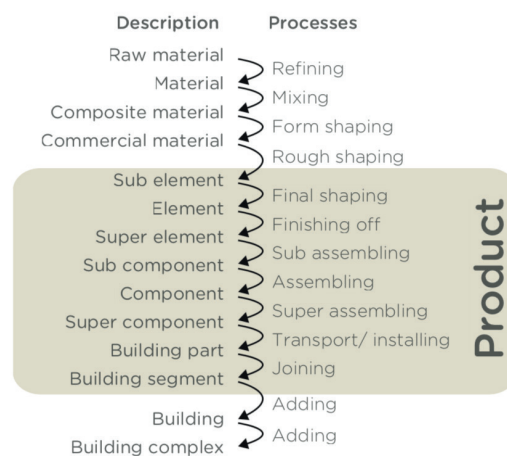 Description Processes
Raw material
Refining
Material
Mixing
Composite material
Form shaping
Commercial material
Rough shaping
Sub element
Final shaping
Element
Finishing off
Super element
Sub assembling
Sub component
Assembling
Component
Super assembling
Super component
Transport/ installing
Building part
Joining
Building segment
Adding
Building
Adding
Building complex
Product